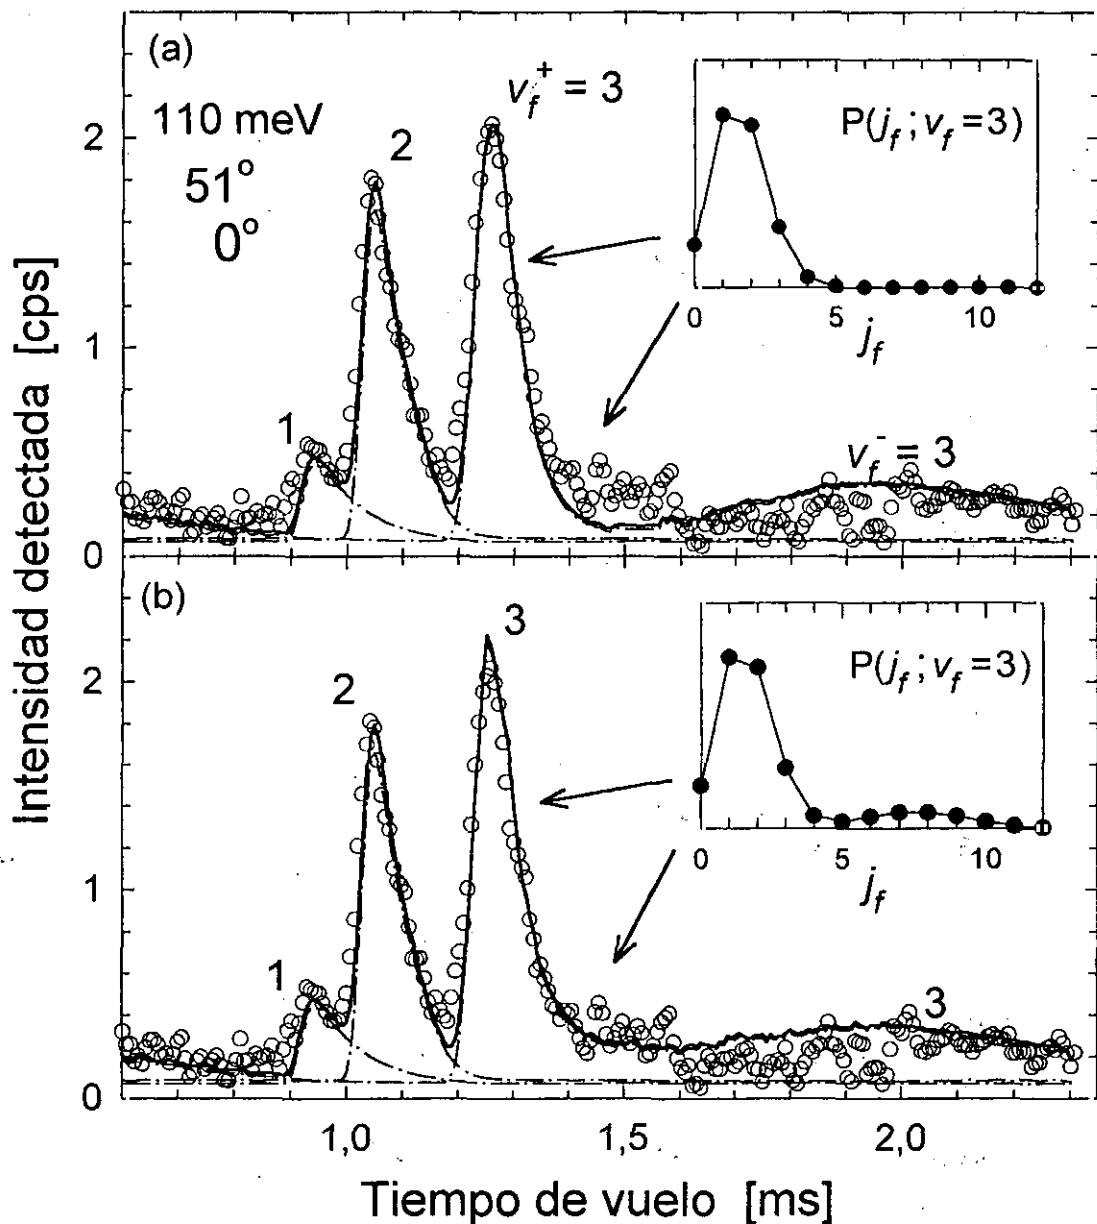 Intensidad detectada [cps]
(a)
110 meV
51°
0°
1
2
v_f^+ = 3
v_f^- = 3
P(j_f; v_f=3)
0 5 10
j_f
2
1
0
(b)
1
2
3
3
P(j_f; v_f=3)
0 5 10
j_f
2
1
0
1,0 1,5 2,0
Tiempo de vuelo [ms]